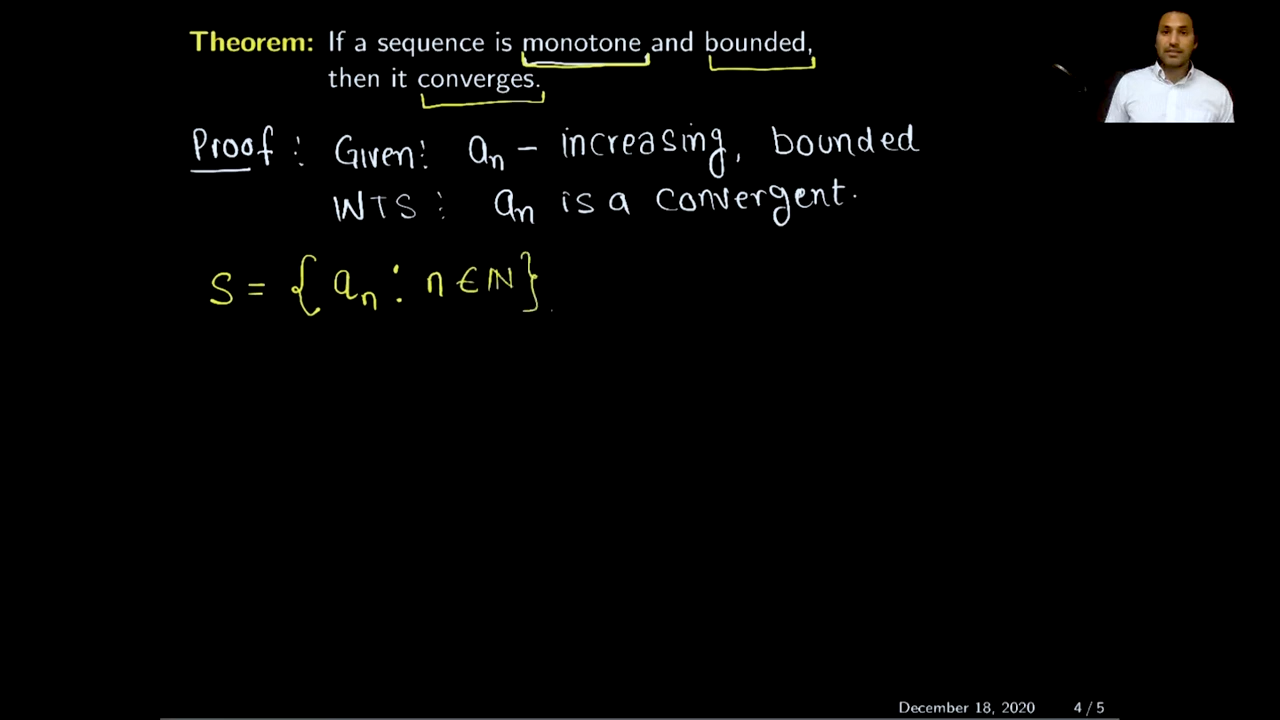 Theorem: If a sequence is monotone and bounded,
then it converges.
Proof : Given: an - increasing, bounded
WTS : an is a convergent.
S = { an : n ∈ ℕ }
December 18, 2020 4 / 5